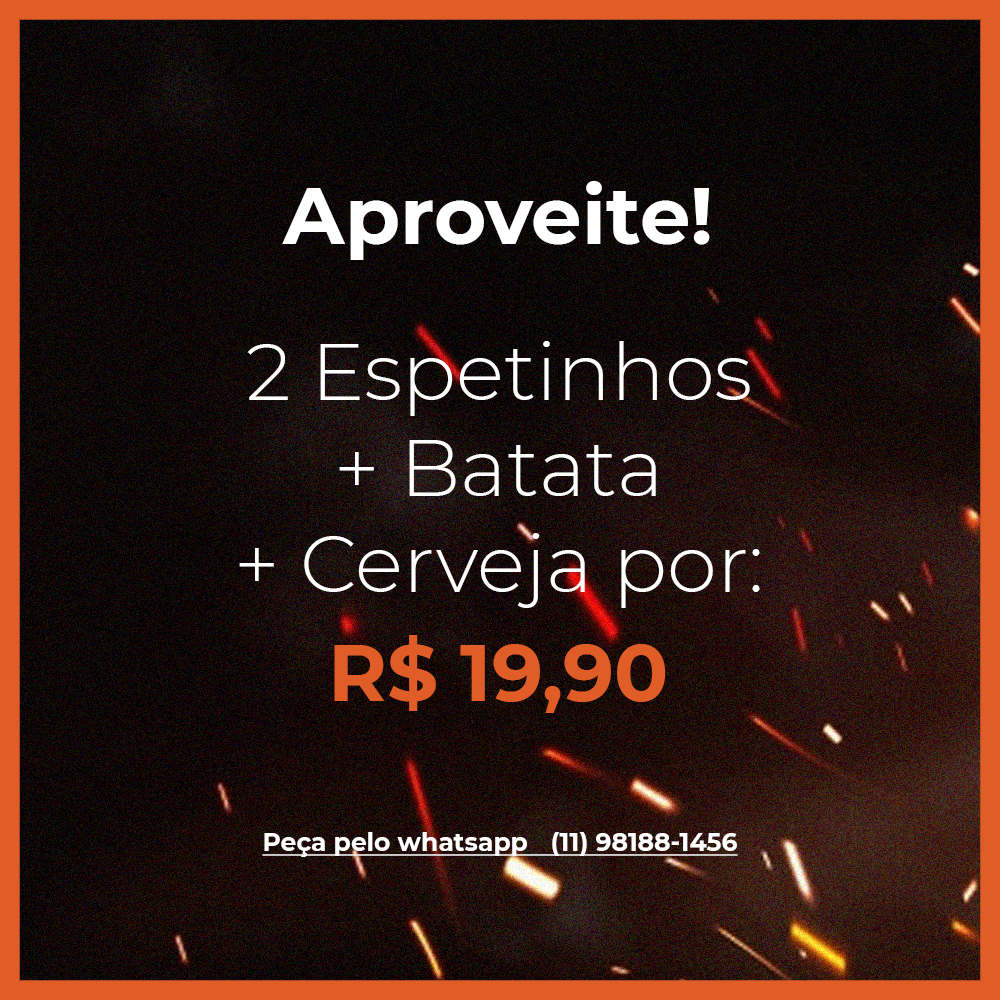 Aproveite!
2 Espetinhos
+ Batata
+ Cerveja por:
R$ 19,90
Peça pelo whatsapp (11) 98188-1456